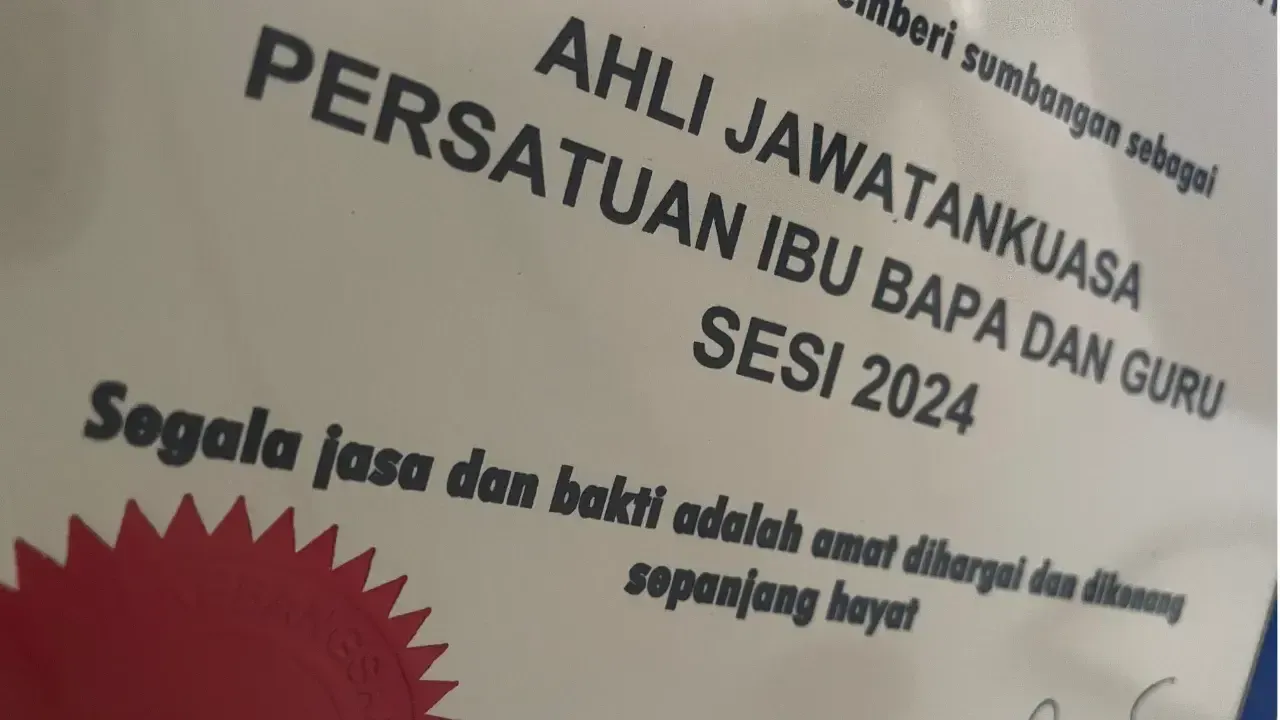 sumbangan sebagai
AHLI JAWATANKUASA
PERSATUAN IBU BAPA DAN GURU
SESI 2024
Segala jasa dan bakti adalah amat dihargai dan dikenang
sepanjang hayat